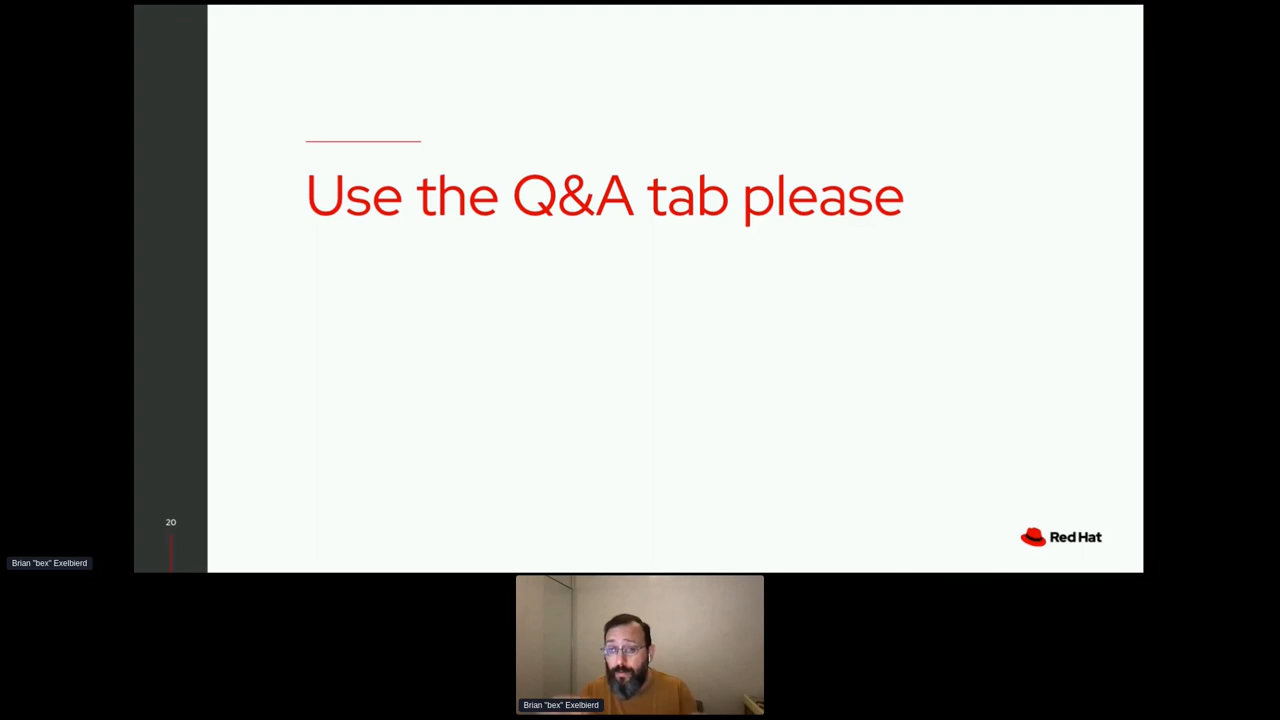 Use the Q&A tab please
20
Red Hat
Brian "bex" Exelbierd
Brian "bex" Exelbierd